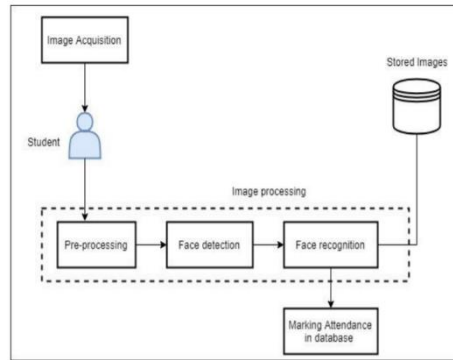 Image Acquisition
Stored Images
Student
Image processing
Pre-processing
Face detection
Face recognition
Marking Attendance
in database